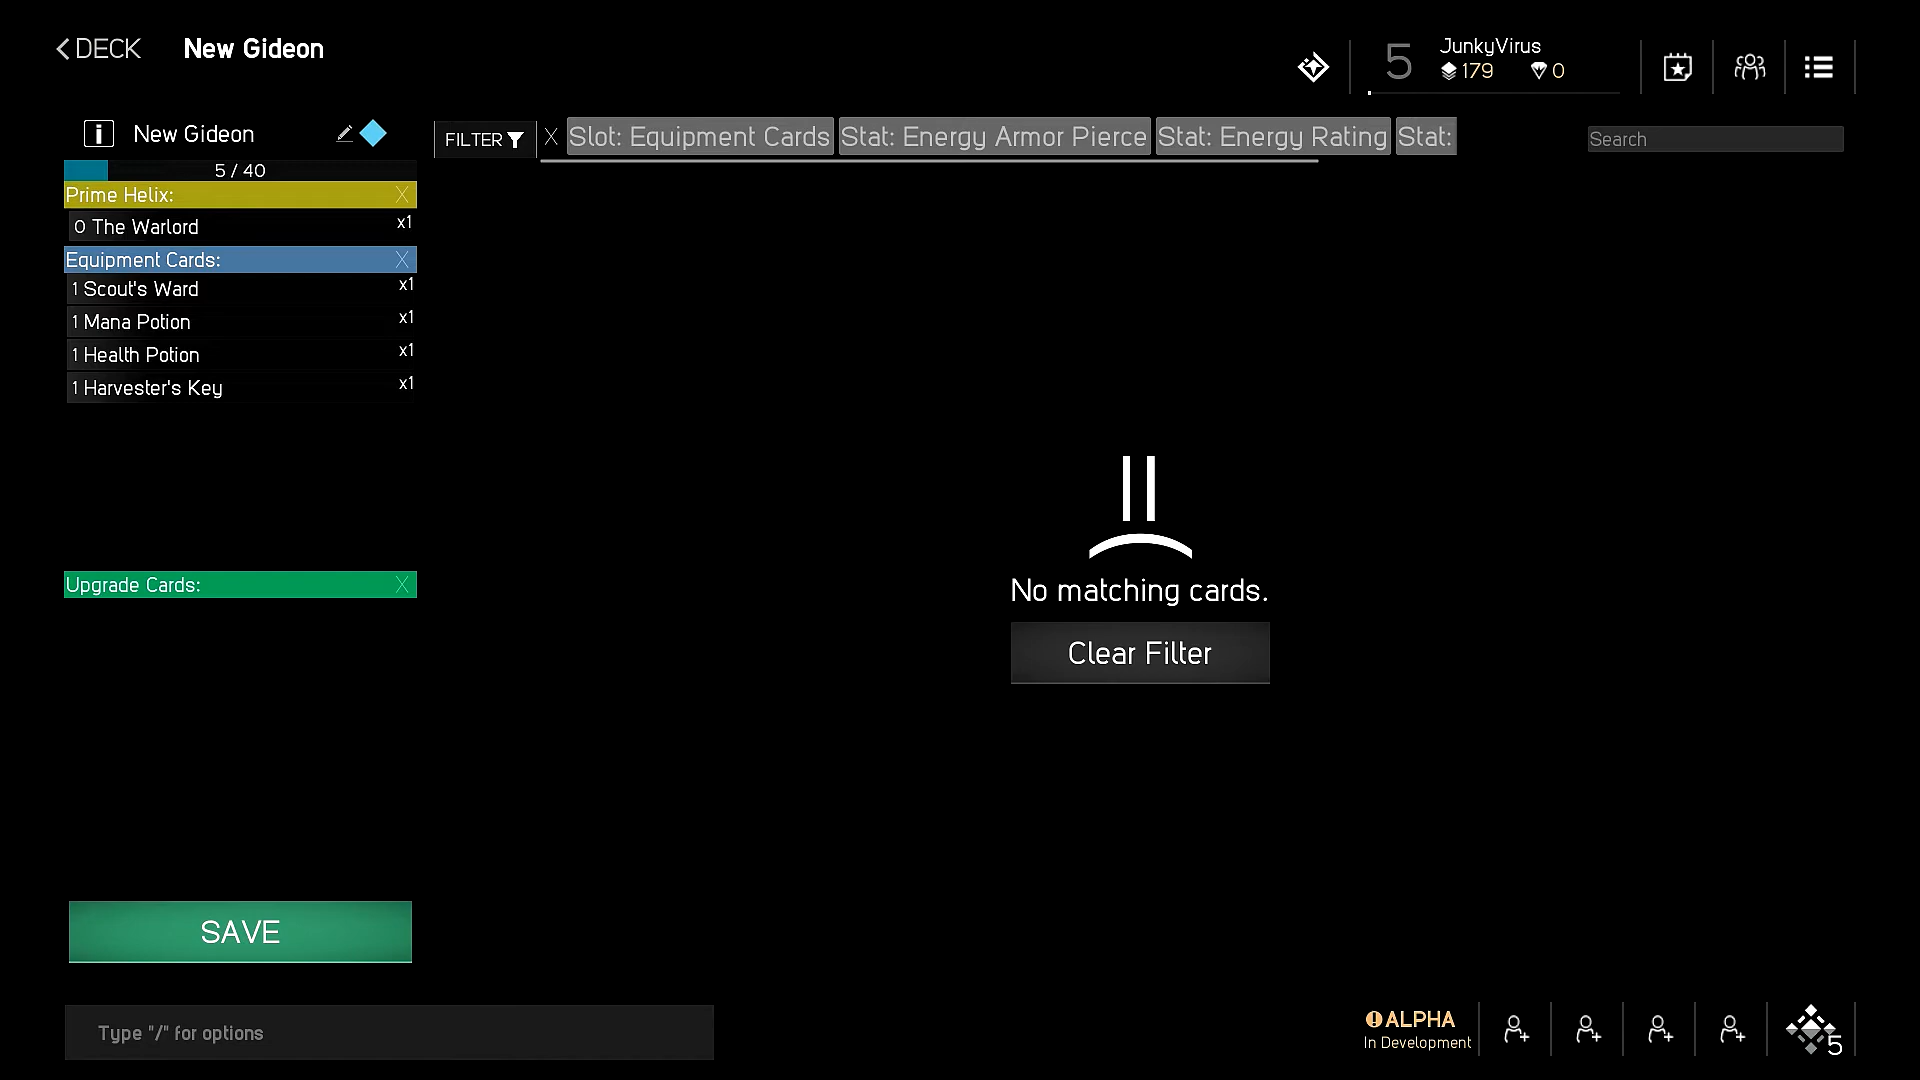 DECK New Gideon
5 JunkyVirus
179 0
New Gideon
FILTER X Slot: Equipment Cards Stat: Energy Armor Pierce Stat: Energy Rating Stat: Search
5 / 40
Prime Helix: X
0 The Warlord x1
Equipment Cards: X
1 Scout's Ward x1
1 Mana Potion x1
1 Health Potion x1
1 Harvester's Key x1
No matching cards.
Clear Filter
Upgrade Cards: X
SAVE
Type "/" for options
ALPHA
In Development
5